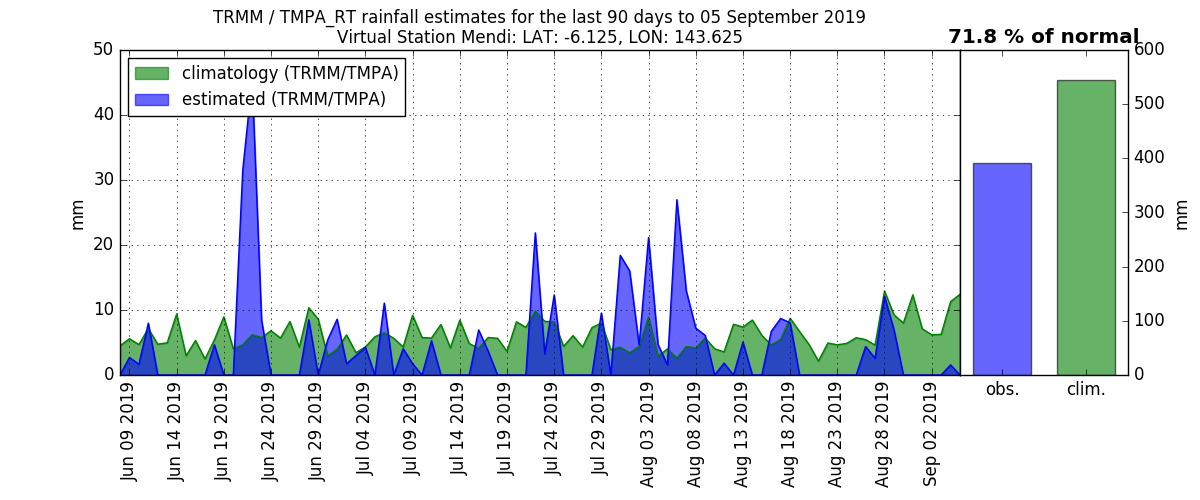 TRMM / TMPA_RT rainfall estimates for the last 90 days to 05 September 2019
Virtual Station Mendi: LAT: -6.125, LON: 143.625
71.8 % of normal
climatology (TRMM/TMPA)
estimated (TRMM/TMPA)
50
40
30
20
10
0
mm
600
500
400
300
200
100
0
mm
Jun 09 2019
Jun 14 2019
Jun 19 2019
Jun 24 2019
Jun 29 2019
Jul 04 2019
Jul 09 2019
Jul 14 2019
Jul 19 2019
Jul 24 2019
Jul 29 2019
Aug 03 2019
Aug 08 2019
Aug 13 2019
Aug 18 2019
Aug 23 2019
Aug 28 2019
Sep 02 2019
obs.
clim.